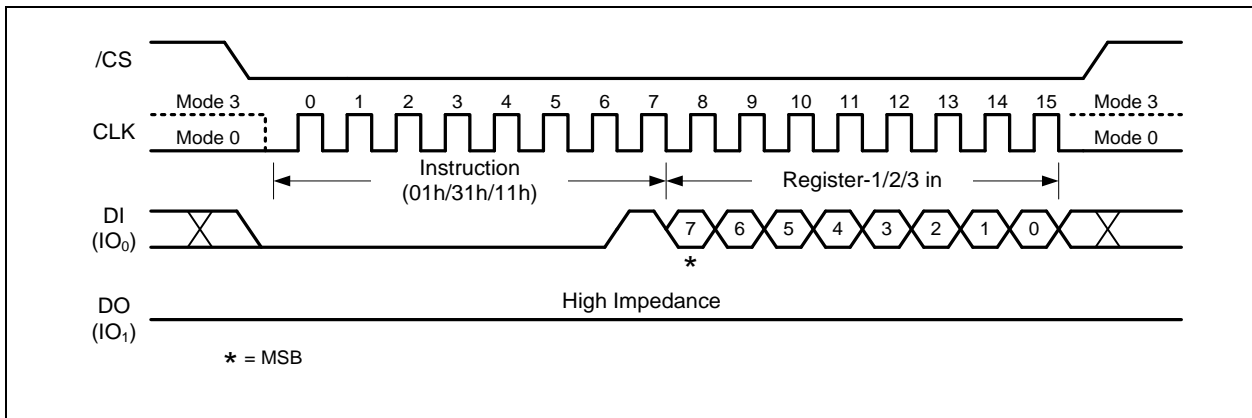 /CS
Mode 3 0 1 2 3 4 5 6 7 8 9 10 11 12 13 14 15 Mode 3
CLK Mode 0 Mode 0
Instruction
(01h/31h/11h)
Register-1/2/3 in
DI
(IO₀)
7 6 5 4 3 2 1 0
*
High Impedance
DO
(IO₁)
* = MSB